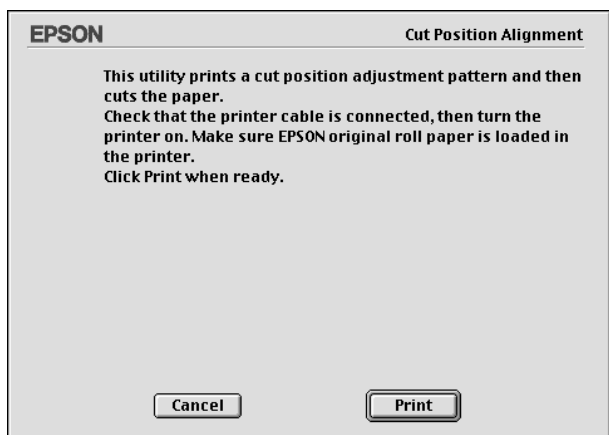 EPSON
Cut Position Alignment
This utility prints a cut position adjustment pattern and then
cuts the paper.
Check that the printer cable is connected, then turn the
printer on. Make sure EPSON original roll paper is loaded in
the printer.
Click Print when ready.
Cancel
Print